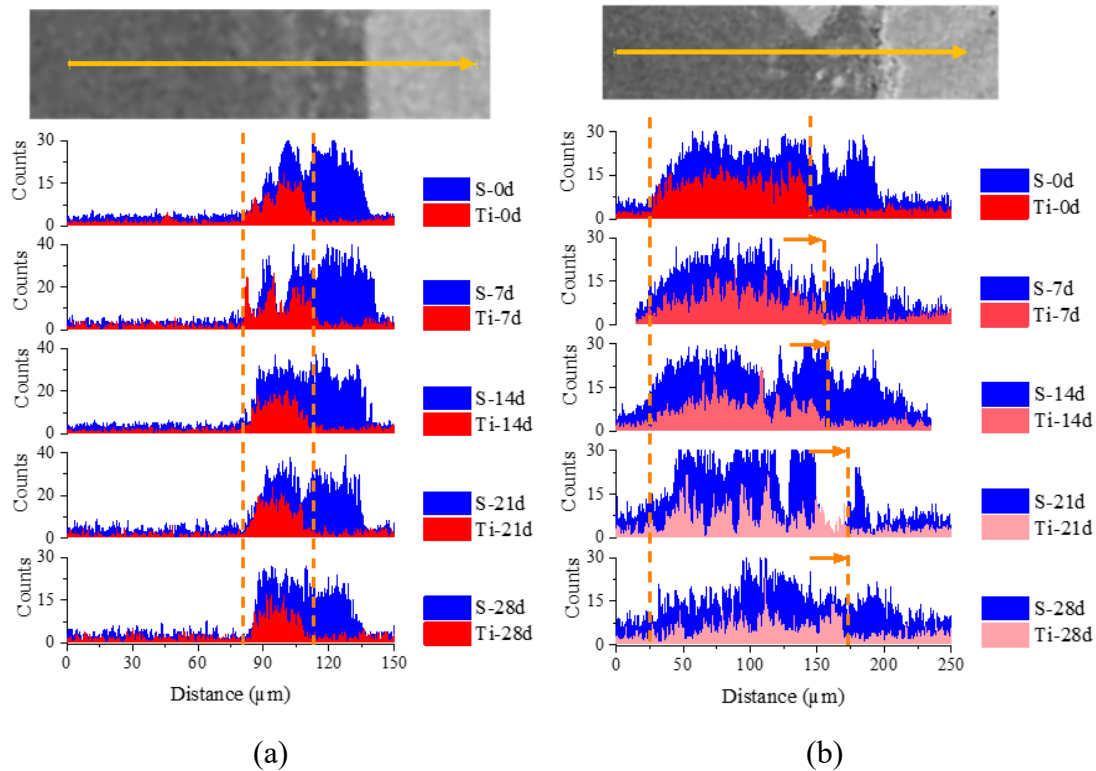 30
15
0
Counts
S-0d
Ti-0d
40
20
0
Counts
S-7d
Ti-7d
40
20
0
Counts
S-14d
Ti-14d
40
20
0
Counts
S-21d
Ti-21d
30
15
0
Counts
S-28d
Ti-28d
0 30 60 90 120 150
Distance (µm)
(a)
30
15
0
Counts
S-0d
Ti-0d
30
15
0
Counts
S-7d
Ti-7d
30
15
0
Counts
S-14d
Ti-14d
30
15
0
Counts
S-21d
Ti-21d
30
15
0
Counts
S-28d
Ti-28d
0 50 100 150 200 250
Distance (µm)
(b)